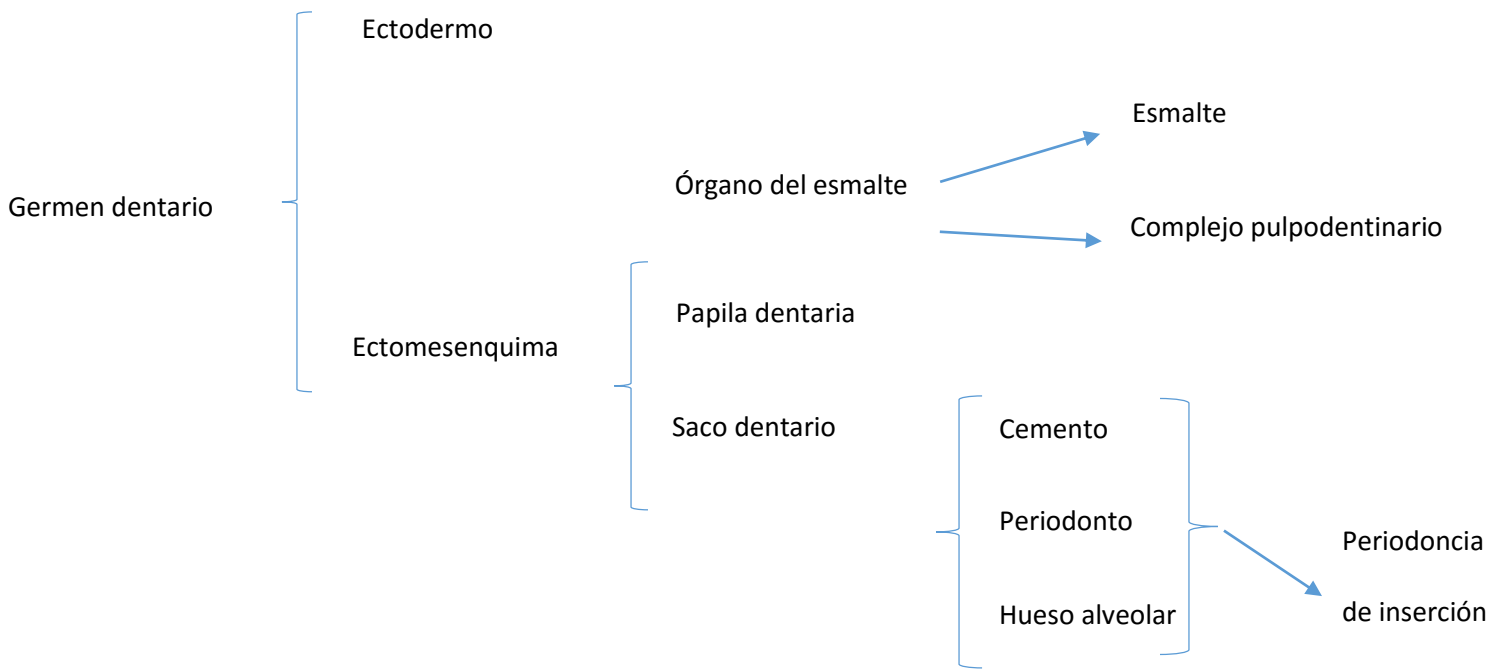 Ectodermo
Esmalte
Órgano del esmalte
Germen dentario
Complejo pulpodentinario
Papila dentaria
Ectomesenquima
Saco dentario
Cemento
Periodonto
Periodoncia
de inserción
Hueso alveolar